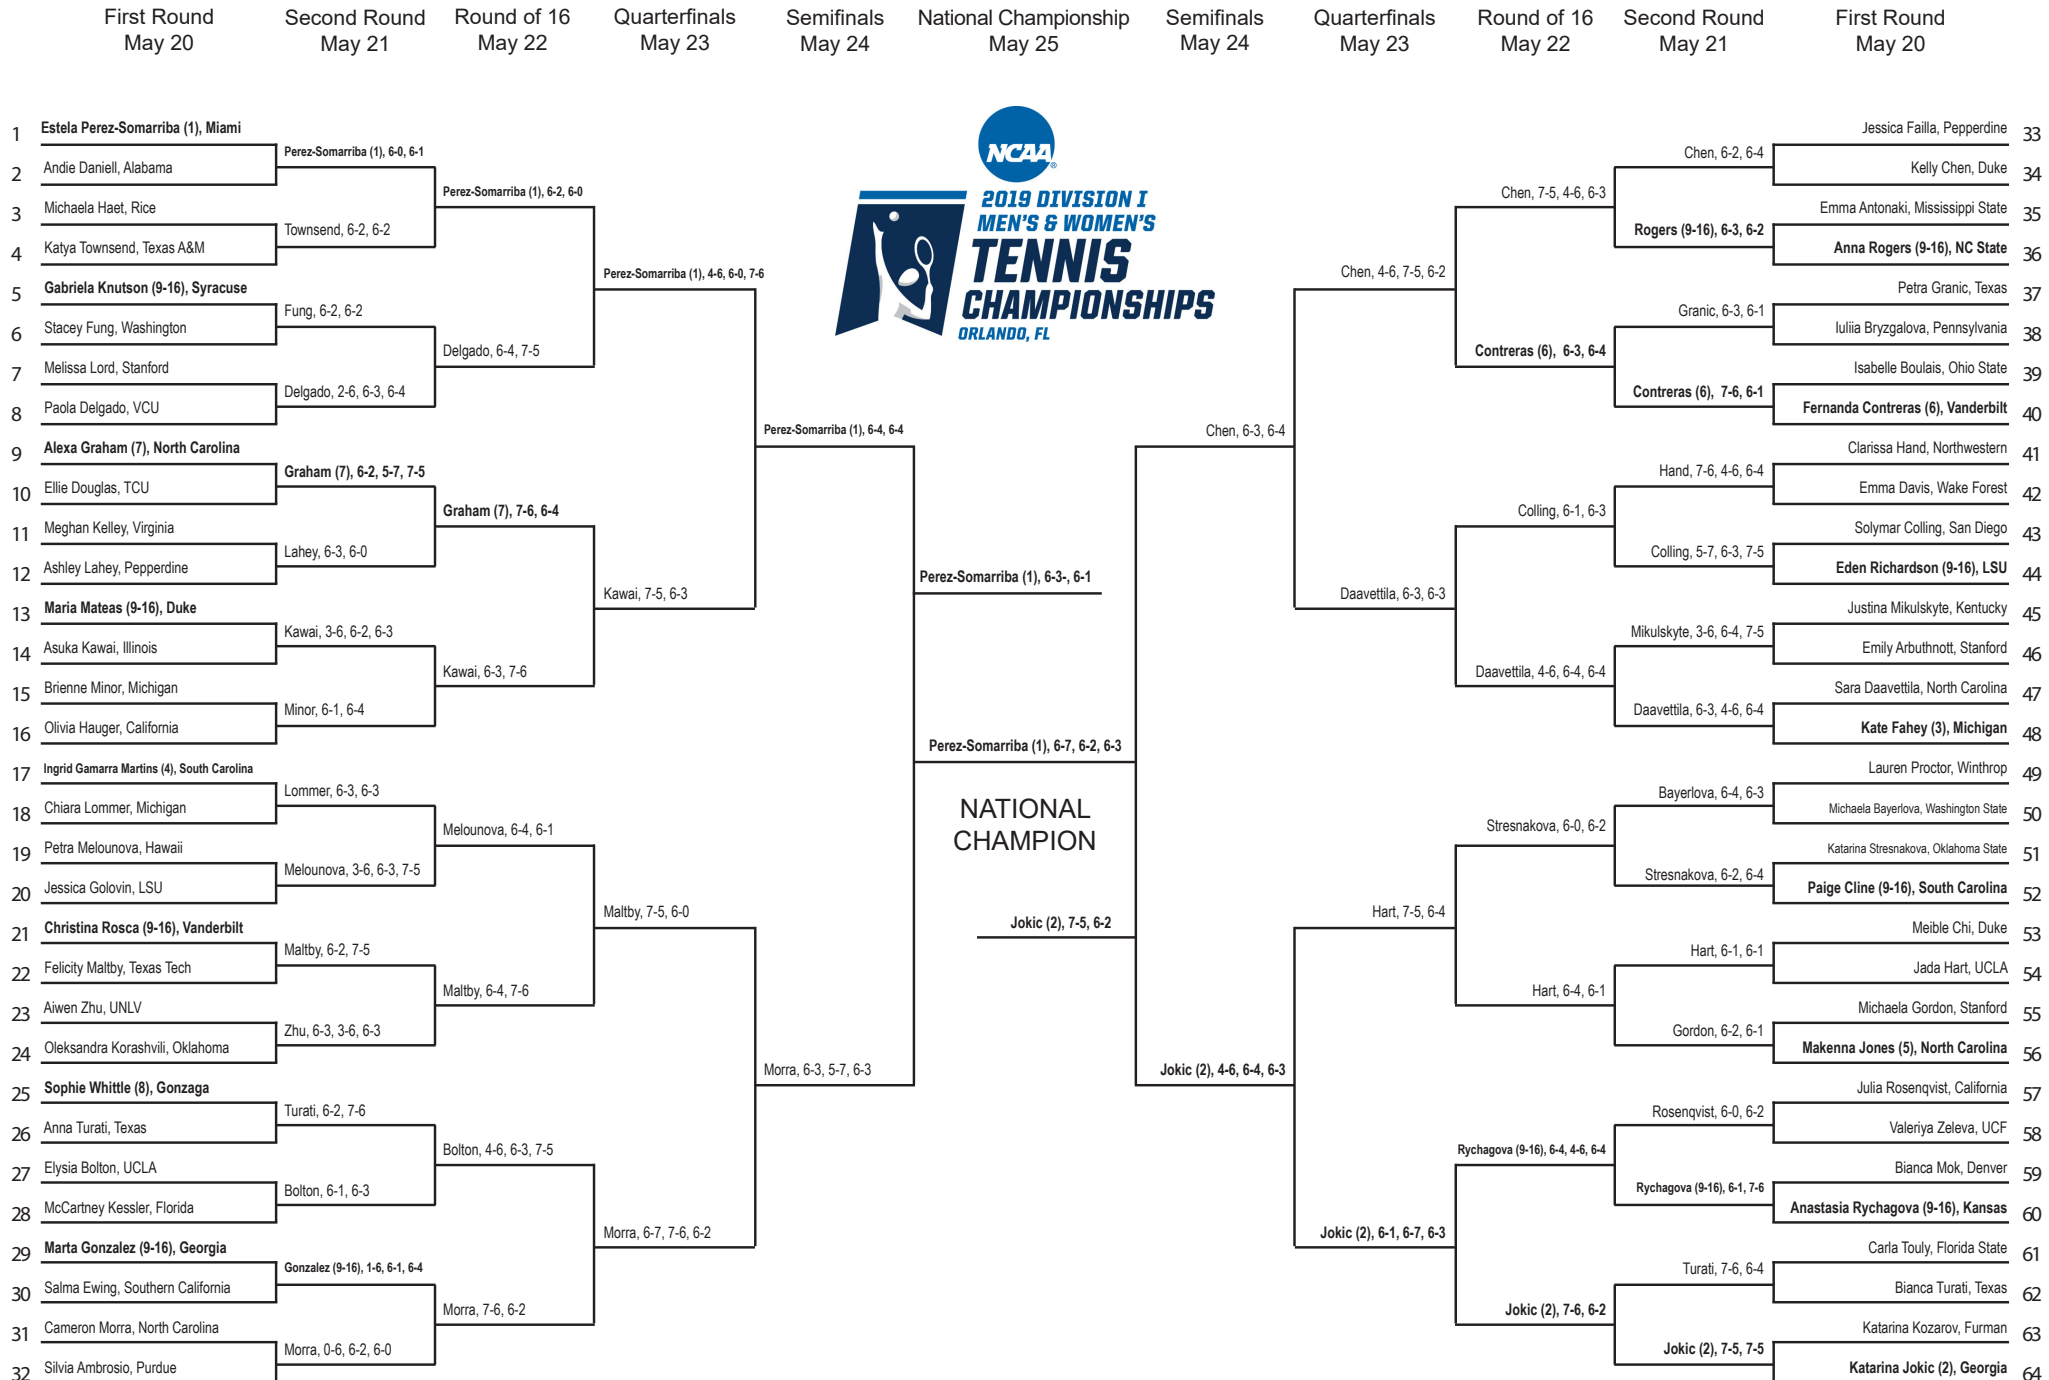 First Round
May 20
Second Round
May 21
Round of 16
May 22
Quarterfinals
May 23
Semifinals
May 24
National Championship
May 25
Semifinals
May 24
Quarterfinals
May 23
Round of 16
May 22
Second Round
May 21
First Round
May 20
1 Estela Perez-Somarriba (1), Miami
2 Andie Daniell, Alabama
3 Michaela Haet, Rice
4 Katya Townsend, Texas A&M
5 Gabriela Knutson (9-16), Syracuse
6 Stacey Fung, Washington
7 Melissa Lord, Stanford
8 Paola Delgado, VCU
9 Alexa Graham (7), North Carolina
10 Ellie Douglas, TCU
11 Meghan Kelley, Virginia
12 Ashley Lahey, Pepperdine
13 Maria Mateas (9-16), Duke
14 Asuka Kawai, Illinois
15 Brienne Minor, Michigan
16 Olivia Hauger, California
17 Ingrid Gamarra Martins (4), South Carolina
18 Chiara Lommer, Michigan
19 Petra Melounova, Hawaii
20 Jessica Golovin, LSU
21 Christina Rosca (9-16), Vanderbilt
22 Felicity Maltby, Texas Tech
23 Aiwen Zhu, UNLV
24 Oleksandra Korashvili, Oklahoma
25 Sophie Whittle (8), Gonzaga
26 Anna Turati, Texas
27 Elysia Bolton, UCLA
28 McCartney Kessler, Florida
29 Marta Gonzalez (9-16), Georgia
30 Salma Ewing, Southern California
31 Cameron Morra, North Carolina
32 Silvia Ambrosio, Purdue
Perez-Somarriba (1), 6-0, 6-1
Townsend, 6-2, 6-2
Fung, 6-2, 6-2
Delgado, 2-6, 6-3, 6-4
Graham (7), 6-2, 5-7, 7-5
Lahey, 6-3, 6-0
Kawai, 3-6, 6-2, 6-3
Minor, 6-1, 6-4
Lommer, 6-3, 6-3
Melounova, 3-6, 6-3, 7-5
Maltby, 6-2, 7-5
Zhu, 6-3, 3-6, 6-3
Turati, 6-2, 7-6
Bolton, 6-1, 6-3
Gonzalez (9-16), 1-6, 6-1, 6-4
Morra, 0-6, 6-2, 6-0
Perez-Somarriba (1), 6-2, 6-0
Delgado, 6-4, 7-5
Graham (7), 7-6, 6-4
Kawai, 6-3, 7-6
Melounova, 6-4, 6-1
Maltby, 6-4, 7-6
Bolton, 4-6, 6-3, 7-5
Morra, 7-6, 6-2
Perez-Somarriba (1), 4-6, 6-0, 7-6
Kawai, 7-5, 6-3
Maltby, 7-5, 6-0
Morra, 6-7, 7-6, 6-2
Perez-Somarriba (1), 6-4, 6-4
Morra, 6-3, 5-7, 6-3
NCAA
®
2019 DIVISION I
MEN'S & WOMEN'S
TENNIS
CHAMPIONSHIPS
ORLANDO, FL
Perez-Somarriba (1), 6-3-, 6-1
Perez-Somarriba (1), 6-7, 6-2, 6-3
NATIONAL
CHAMPION
Jokic (2), 7-5, 6-2
Chen, 6-3, 6-4
Jokic (2), 4-6, 6-4, 6-3
Chen, 4-6, 7-5, 6-2
Daavettila, 6-3, 6-3
Hart, 7-5, 6-4
Jokic (2), 6-1, 6-7, 6-3
Chen, 7-5, 4-6, 6-3
Contreras (6), 6-3, 6-4
Colling, 6-1, 6-3
Daavettila, 4-6, 6-4, 6-4
Stresnakova, 6-0, 6-2
Hart, 6-4, 6-1
Rychagova (9-16), 6-4, 4-6, 6-4
Jokic (2), 7-6, 6-2
Chen, 6-2, 6-4
Rogers (9-16), 6-3, 6-2
Granic, 6-3, 6-1
Contreras (6), 7-6, 6-1
Hand, 7-6, 4-6, 6-4
Colling, 5-7, 6-3, 7-5
Mikulskyte, 3-6, 6-4, 7-5
Daavettila, 6-3, 4-6, 6-4
Bayerlova, 6-4, 6-3
Stresnakova, 6-2, 6-4
Hart, 6-1, 6-1
Gordon, 6-2, 6-1
Rosenqvist, 6-0, 6-2
Rychagova (9-16), 6-1, 7-6
Turati, 7-6, 6-4
Jokic (2), 7-5, 7-5
Jessica Failla, Pepperdine 33
Kelly Chen, Duke 34
Emma Antonaki, Mississippi State 35
Anna Rogers (9-16), NC State 36
Petra Granic, Texas 37
Iuliia Bryzgalova, Pennsylvania 38
Isabelle Boulais, Ohio State 39
Fernanda Contreras (6), Vanderbilt 40
Clarissa Hand, Northwestern 41
Emma Davis, Wake Forest 42
Solymar Colling, San Diego 43
Eden Richardson (9-16), LSU 44
Justina Mikulskyte, Kentucky 45
Emily Arbuthnott, Stanford 46
Sara Daavettila, North Carolina 47
Kate Fahey (3), Michigan 48
Lauren Proctor, Winthrop 49
Michaela Bayerlova, Washington State 50
Katarina Stresnakova, Oklahoma State 51
Paige Cline (9-16), South Carolina 52
Meible Chi, Duke 53
Jada Hart, UCLA 54
Michaela Gordon, Stanford 55
Makenna Jones (5), North Carolina 56
Julia Rosenqvist, California 57
Valeriya Zeleva, UCF 58
Bianca Mok, Denver 59
Anastasia Rychagova (9-16), Kansas 60
Carla Touly, Florida State 61
Bianca Turati, Texas 62
Katarina Kozarov, Furman 63
Katarina Jokic (2), Georgia 64